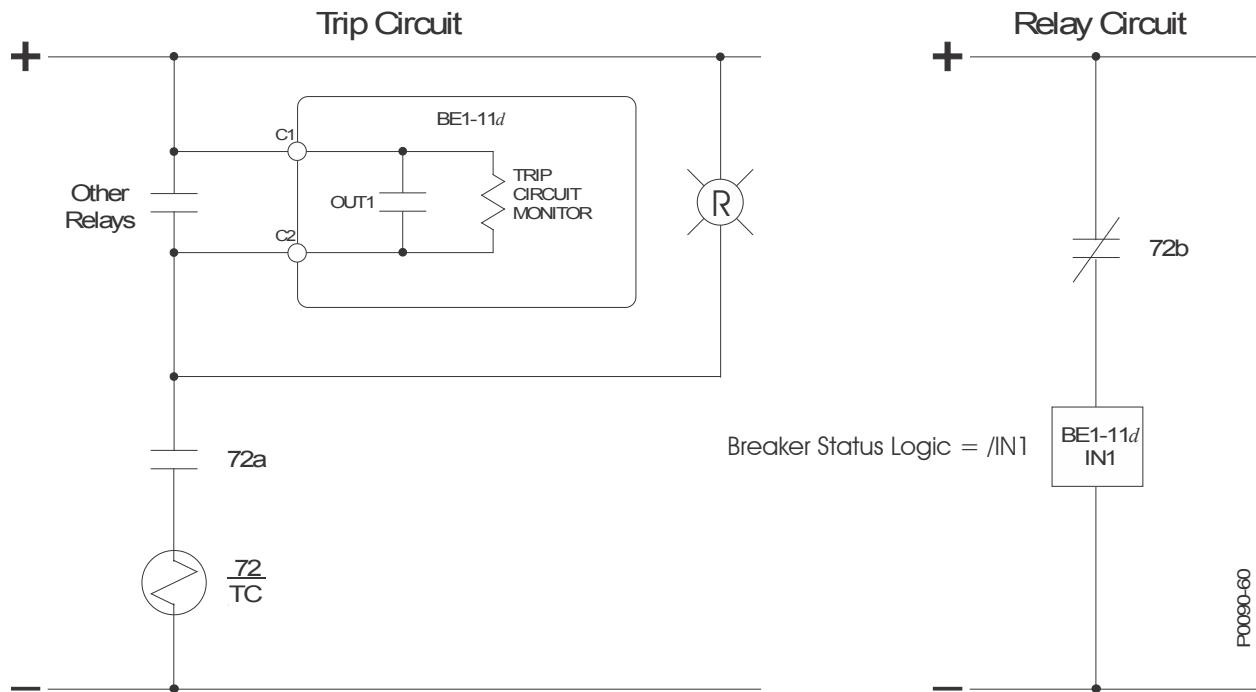 Trip Circuit
Relay Circuit
+
+
BE1-11d
C1
Other
Relays
OUT1
TRIP
CIRCUIT
MONITOR
R
C2
72b
72a
Breaker Status Logic = /IN1
BE1-11d
IN1
72
TC
P0090-60
−
−